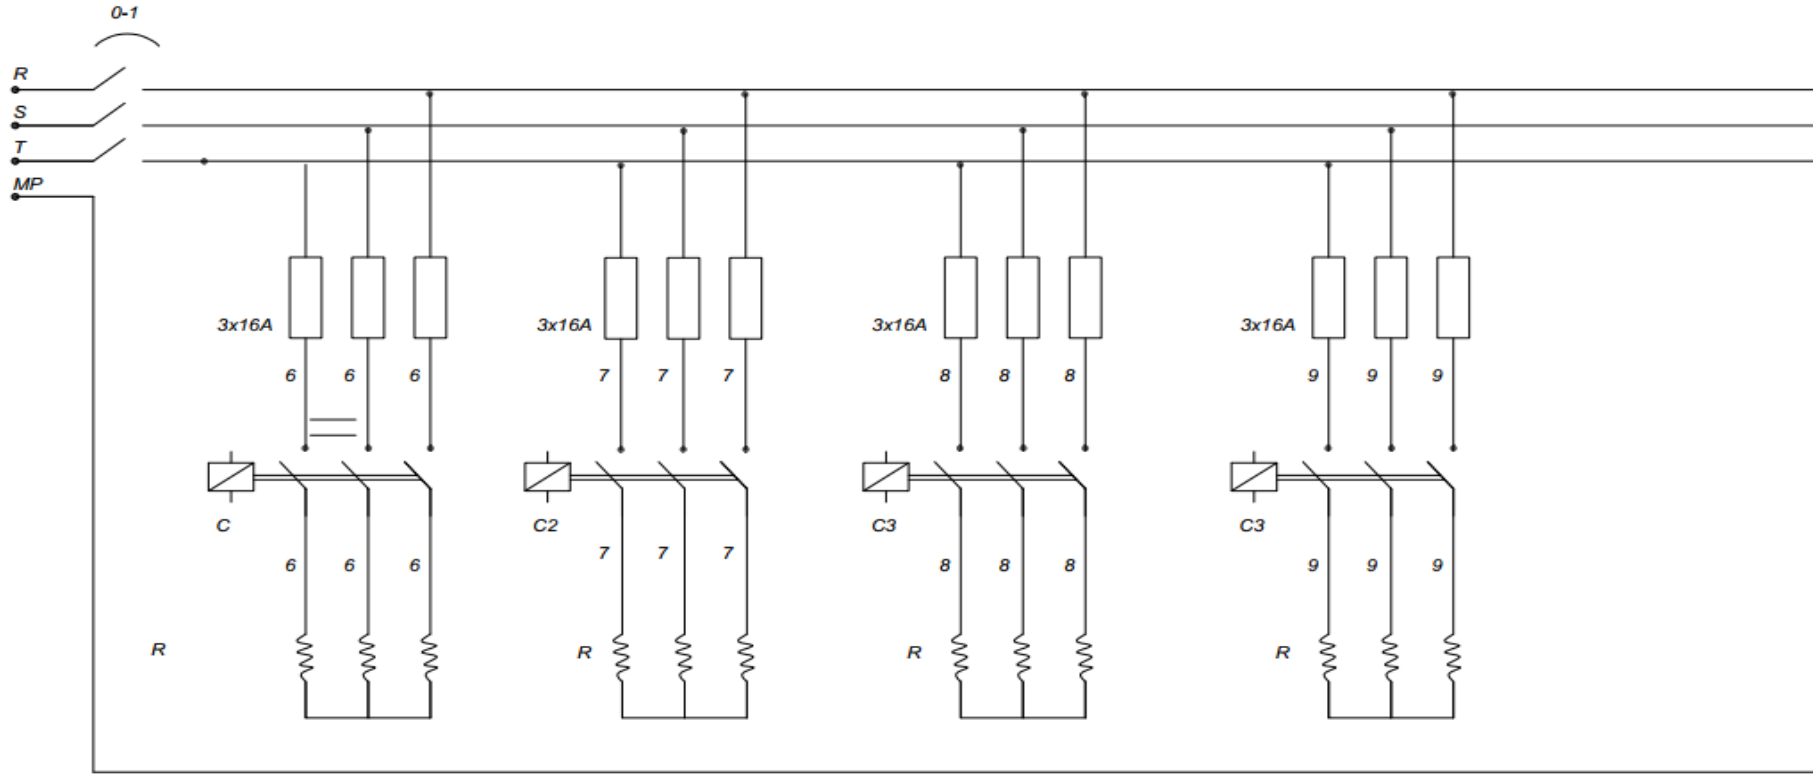 0-1
R
S
T
MP
3x16A 3x16A 3x16A 3x16A
6 6 6 7 7 7 8 8 8 9 9 9
C C2 C3 C3
6 6 6 7 7 7 8 8 8 9 9 9
R R R R